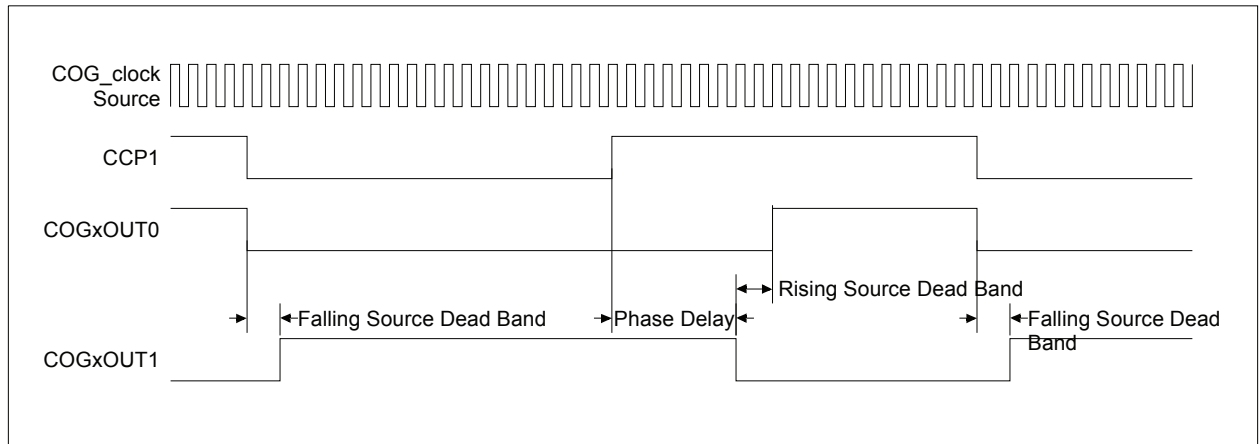 COG_clock
Source
CCP1
COGxOUT0
Rising Source Dead Band
Falling Source Dead Band
Phase Delay
Falling Source Dead
Band
COGxOUT1